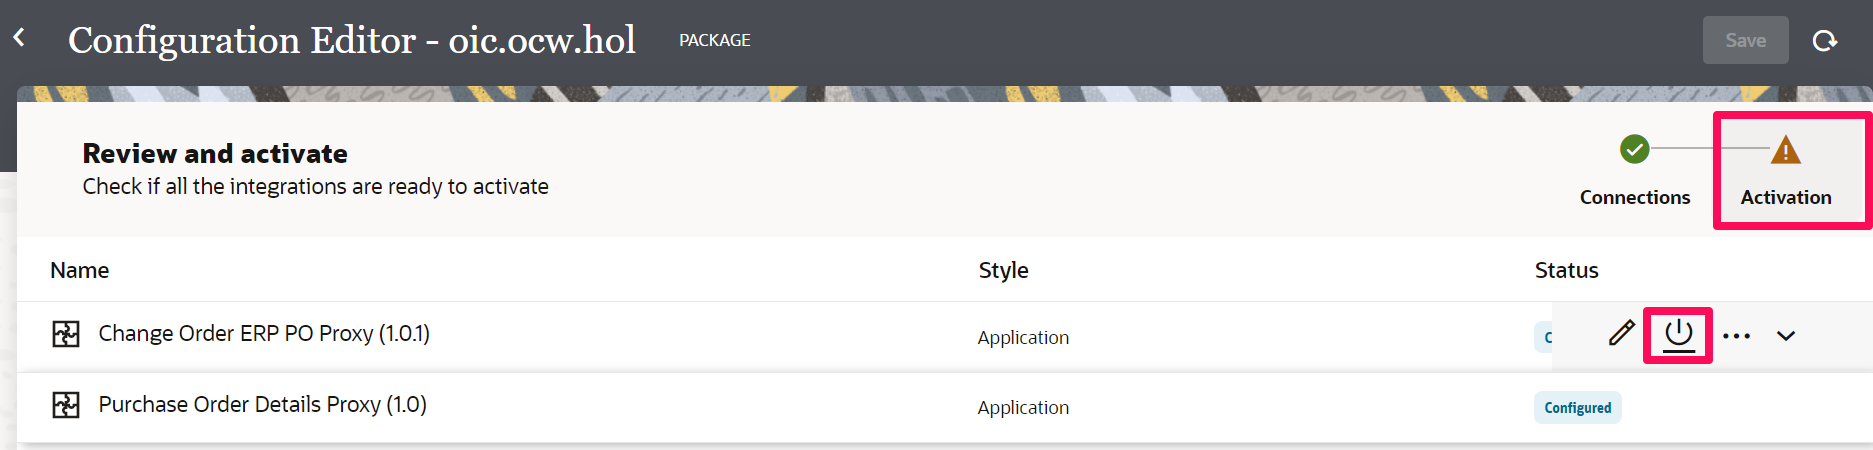 Configuration Editor - oic.ocw.hol PACKAGE Save
Review and activate
Check if all the integrations are ready to activate
Connections Activation
Name Style Status
Change Order ERP PO Proxy (1.0.1) Application
Purchase Order Details Proxy (1.0) Application Configured